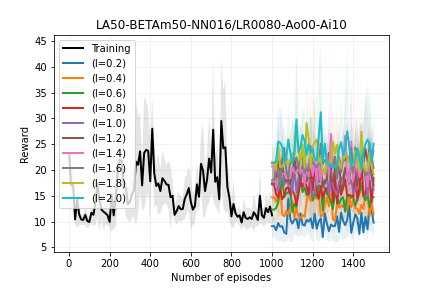 LA50-BETAm50-NN016/LR0080-Ao00-Ai10
45
40
35
30
25
20
15
10
5
Reward
Training
(l=0.2)
(l=0.4)
(l=0.6)
(l=0.8)
(l=1.0)
(l=1.2)
(l=1.4)
(l=1.6)
(l=1.8)
(l=2.0)
0 200 400 600 800 1000 1200 1400
Number of episodes